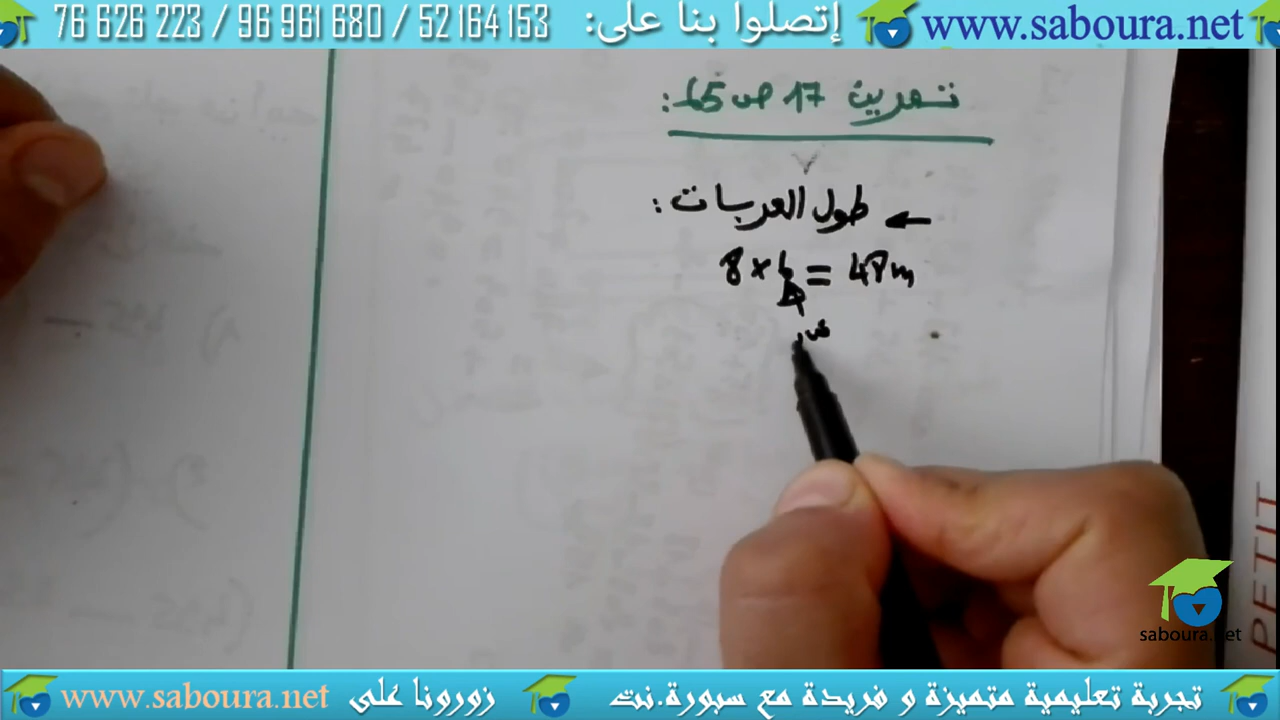 76 626 223 / 96 961 680 / 52 164 153 إتصلوا بنا على: www.saboura.net
تمرين 17 ص 65:
← طول العربات:
8 × 6 = 48m
saboura.net
PETIT
تجربة تعليمية متميزة و فريدة مع سبورة.نت زورونا على www.saboura.net